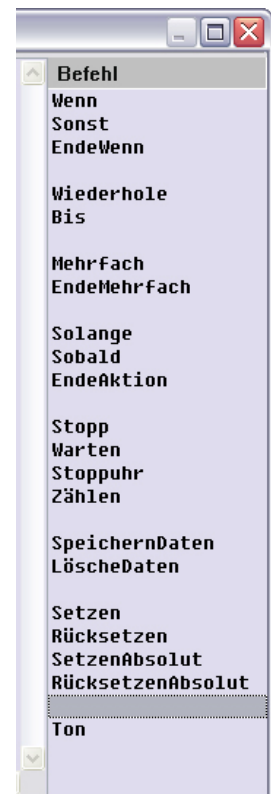 Befehl
Wenn
Sonst
EndeWenn
Wiederhole
Bis
Mehrfach
EndeMehrfach
Solange
Sobald
EndeAktion
Stopp
Warten
Stoppuhr
Zählen
SpeichernDaten
LöscheDaten
Setzen
Rücksetzen
SetzenAbsolut
RücksetzenAbsolut
Ton